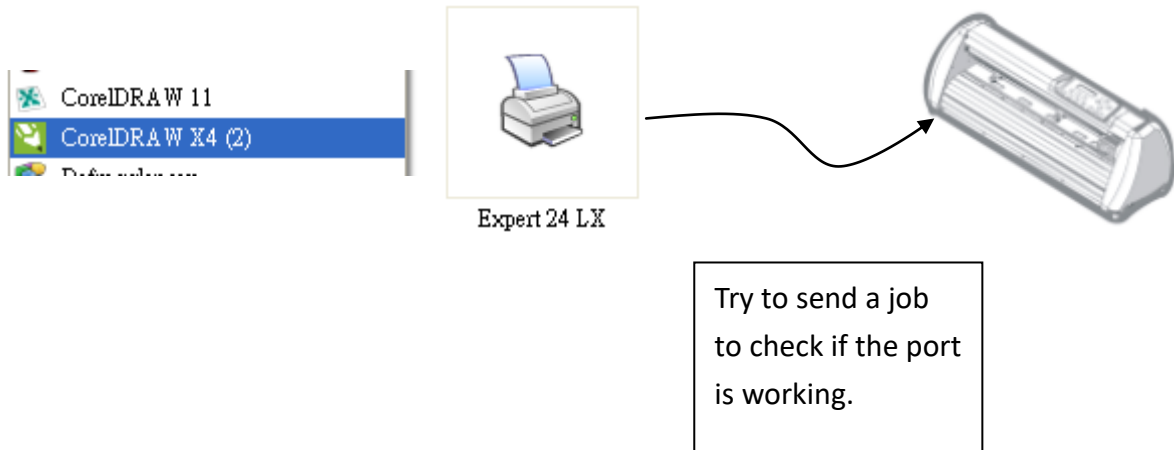 CorelDRAW 11
CorelDRAW X4 (2)
Expert 24 LX
Try to send a job
to check if the port
is working.